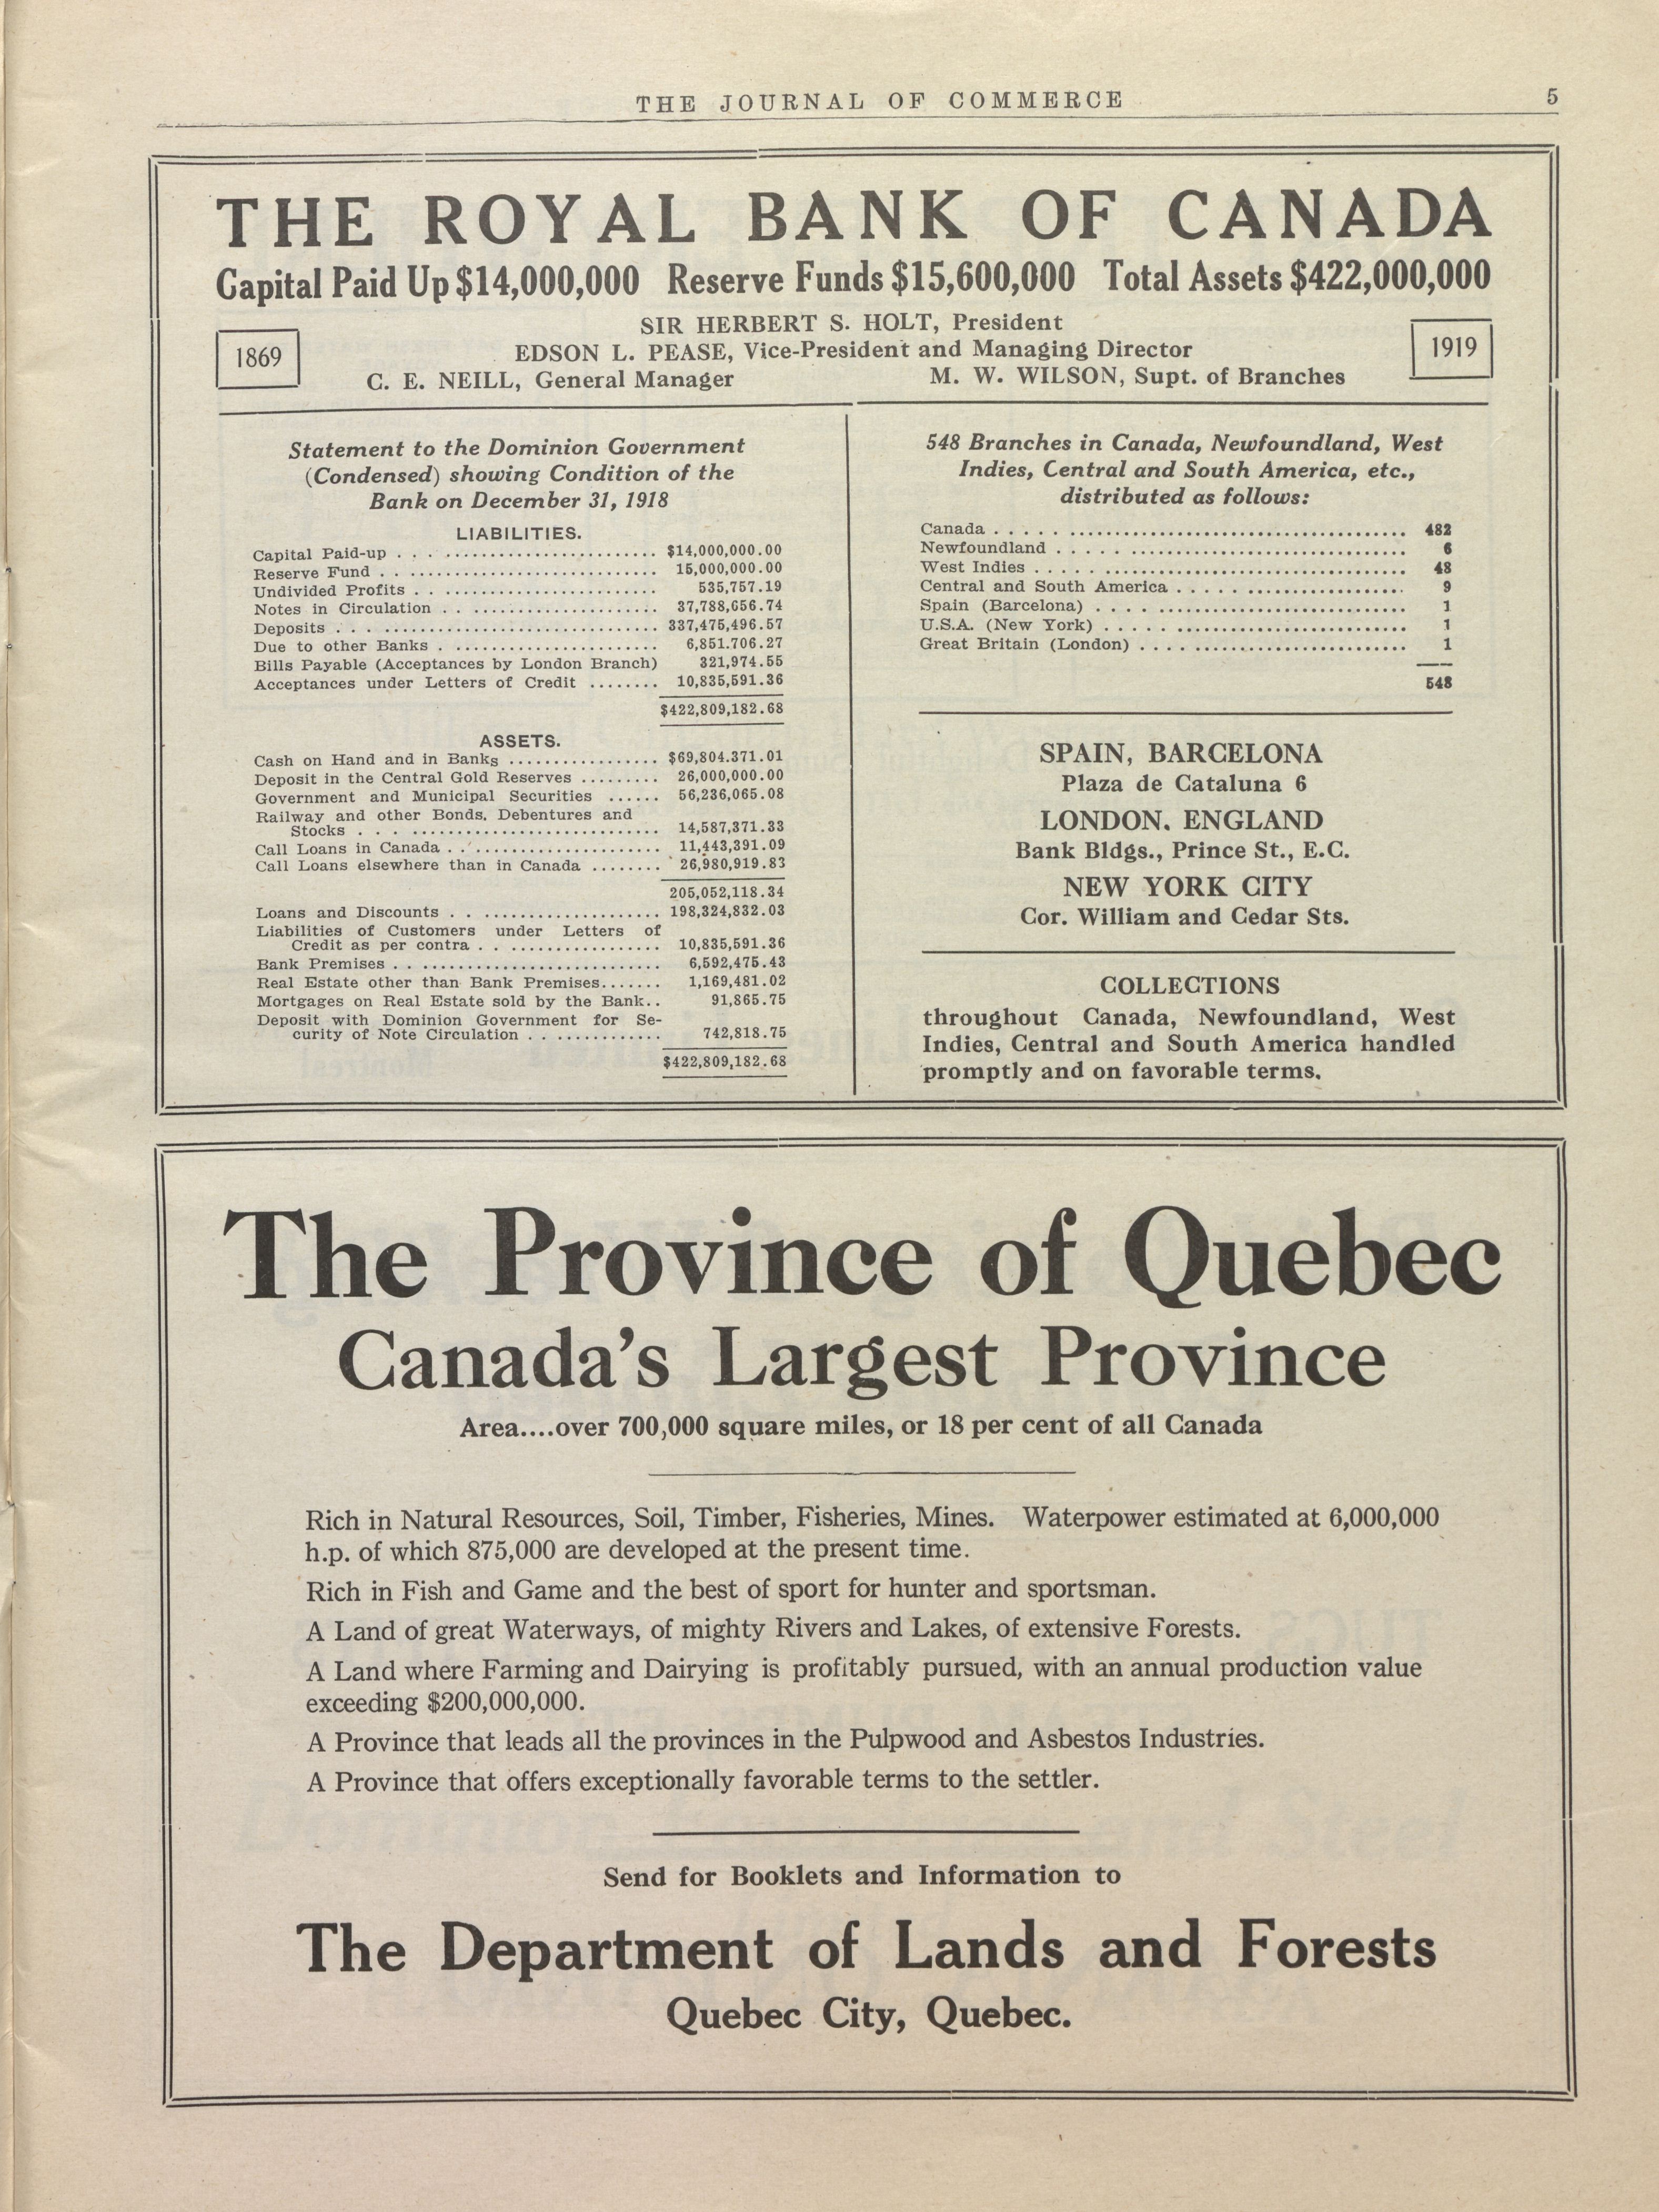 THE JOURNAL OF COMMERCE 5
THE ROYAL BANK OF CANADA
Capital Paid Up $14,000,000 Reserve Funds $15,600,000 Total Assets $422,000,000
SIR HERBERT S. HOLT, President
1869 EDSON L. PEASE, Vice-President and Managing Director 1919
C. E. NEILL, General Manager M. W. WILSON, Supt. of Branches
Statement to the Dominion Government
(Condensed) showing Condition of the
Bank on December 31, 1918
LIABILITIES.
Capital Paid-up . . . ........................ $14,000,000.00
Reserve Fund . . ............................ 15,000,000.00
Undivided Profits . . ........................ 535,757.19
Notes in Circulation . . ..................... 37,788,656.74
Deposits . . . ................................ 337,475,496.57
Due to other Banks . ....................... 6,851.706.27
Bills Payable (Acceptances by London Branch) 321,974.55
Acceptances under Letters of Credit ........ 10,835,591.36
$422,809,182.68
ASSETS.
Cash on Hand and in Banks ................. $69,804.371.01
Deposit in the Central Gold Reserves ......... 26,000,000.00
Government and Municipal Securities ...... 56,236,065.08
Railway and other Bonds, Debentures and
Stocks . . . ............................. 14,587,371.33
Call Loans in Canada . . ..................... 11,443,391.09
Call Loans elsewhere than in Canada ........ 26,980,919.83
205,052,118.34
Loans and Discounts . . .................... 198,324,832.03
Liabilities of Customers under Letters of
Credit as per contra . . ................. 10,835,591.36
Bank Premises . . ........................... 6,592,475.43
Real Estate other than Bank Premises....... 1,169,481.02
Mortgages on Real Estate sold by the Bank.. 91,865.75
Deposit with Dominion Government for Se-
curity of Note Circulation . . ............ 742,818.75
$422,809,182.68
548 Branches in Canada, Newfoundland, West
Indies, Central and South America, etc.,
distributed as follows:
Canada . . . . . ..................................... 482
Newfoundland . . . . . .............................. 6
West Indies . . . . . ................................. 48
Central and South America . . . . . .................. 9
Spain (Barcelona) . . . . ............................ 1
U.S.A. (New York) . . . . . .......................... 1
Great Britain (London) . . . . ....................... 1
548
SPAIN, BARCELONA
Plaza de Cataluna 6
LONDON, ENGLAND
Bank Bldgs., Prince St., E.C.
NEW YORK CITY
Cor. William and Cedar Sts.
COLLECTIONS
throughout Canada, Newfoundland, West
Indies, Central and South America handled
promptly and on favorable terms.
The Province of Quebec
Canada's Largest Province
Area....over 700,000 square miles, or 18 per cent of all Canada
Rich in Natural Resources, Soil, Timber, Fisheries, Mines. Waterpower estimated at 6,000,000
h.p. of which 875,000 are developed at the present time.
Rich in Fish and Game and the best of sport for hunter and sportsman.
A Land of great Waterways, of mighty Rivers and Lakes, of extensive Forests.
A Land where Farming and Dairying is profitably pursued, with an annual production value
exceeding $200,000,000.
A Province that leads all the provinces in the Pulpwood and Asbestos Industries.
A Province that offers exceptionally favorable terms to the settler.
Send for Booklets and Information to
The Department of Lands and Forests
Quebec City, Quebec.